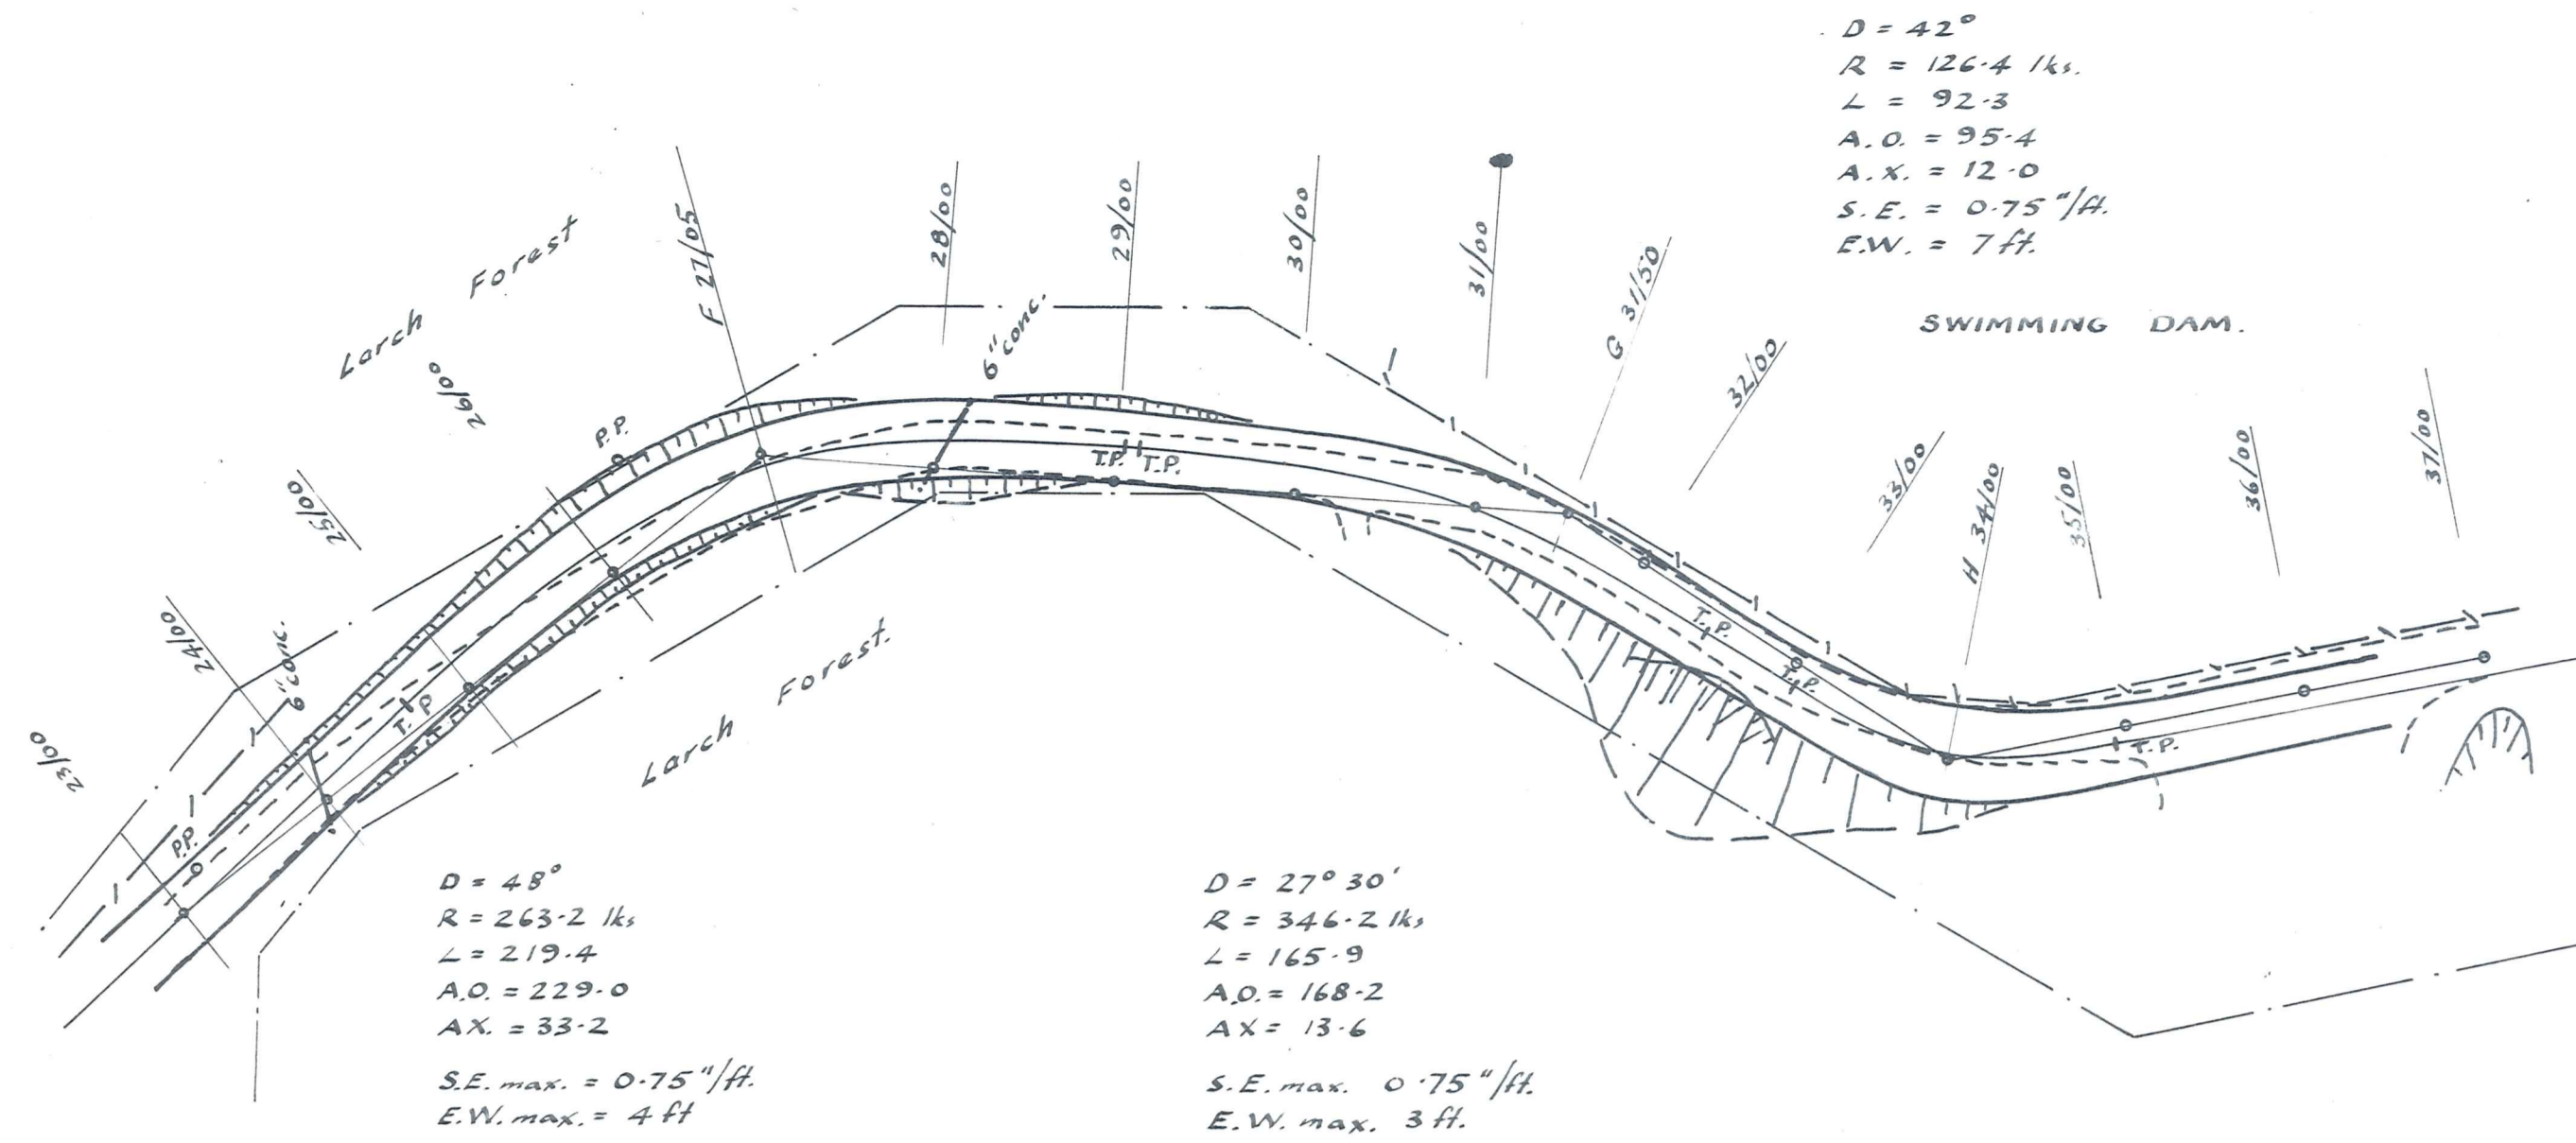 D = 42°
R = 126.4 lks.
L = 92.3
A.O. = 95.4
A.X. = 12.0
S.E. = 0.75"/ft.
E.W. = 7 ft.
SWIMMING DAM.
Larch Forest
23/00
24/00
25/00
26/00
F 27/05
28/00
29/00
30/00
31/00
G 31/50
32/00
33/00
H 34/00
35/00
36/00
37/00
6" conc.
6" conc.
P.P.
P.P.
T.P.
T.P.
T.P
T.P.
T.P.
T.P.
Larch Forest.
D = 48°
R = 263.2 lks
L = 219.4
A.O. = 229.0
AX. = 33.2
S.E. max. = 0.75"/ft.
E.W. max. = 4 ft
D = 27° 30'
R = 346.2 lks
L = 165.9
A.O. = 168.2
AX = 13.6
S.E. max. 0.75"/ft.
E.W. max. 3 ft.